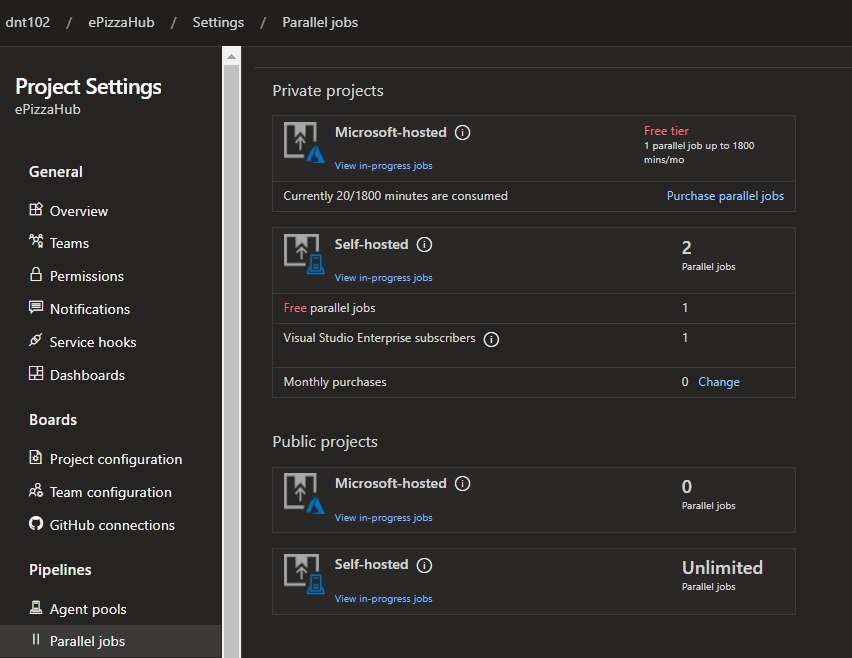 dnt102 / ePizzaHub / Settings / Parallel jobs
Project Settings
ePizzaHub
General
Overview
Teams
Permissions
Notifications
Service hooks
Dashboards
Boards
Project configuration
Team configuration
GitHub connections
Pipelines
Agent pools
Parallel jobs
Private projects
Microsoft-hosted
View in-progress jobs
Free tier
1 parallel job up to 1800
mins/mo
Currently 20/1800 minutes are consumed
Purchase parallel jobs
Self-hosted
View in-progress jobs
2
Parallel jobs
Free parallel jobs 1
Visual Studio Enterprise subscribers 1
Monthly purchases 0 Change
Public projects
Microsoft-hosted
View in-progress jobs
0
Parallel jobs
Self-hosted
View in-progress jobs
Unlimited
Parallel jobs